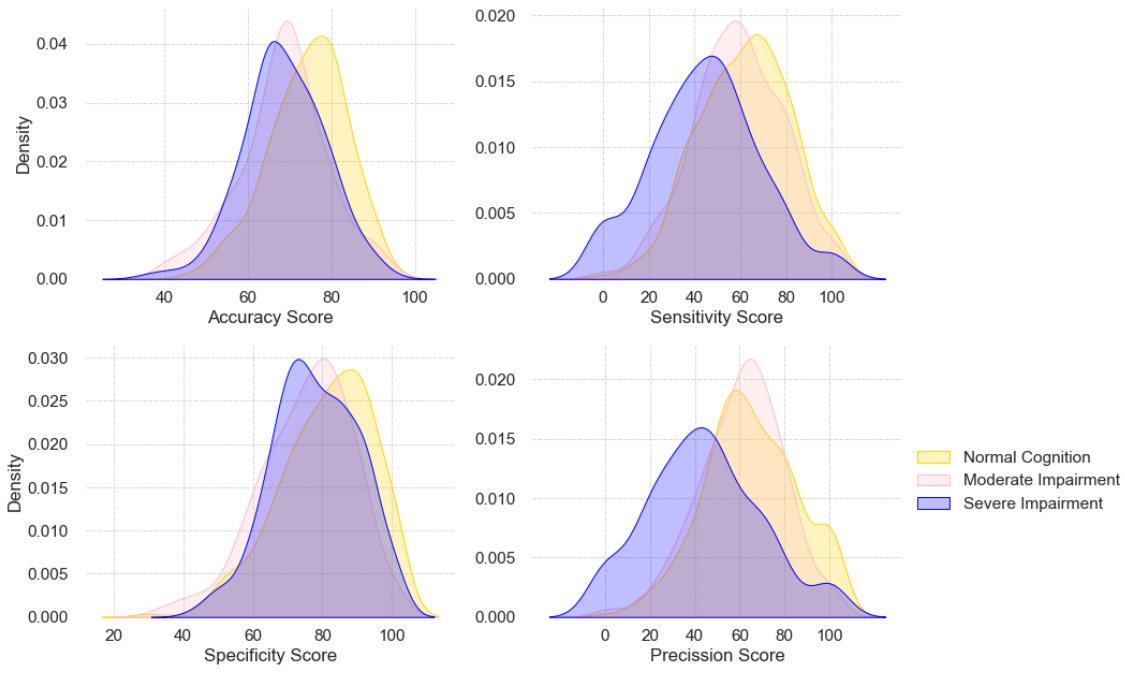 0.04
0.03
0.02
0.01
0.00
Density
40 60 80 100
Accuracy Score
0.020
0.015
0.010
0.005
0.000
0 20 40 60 80 100
Sensitivity Score
0.030
0.025
0.020
0.015
0.010
0.005
0.000
Density
20 40 60 80 100
Specificity Score
0.020
0.015
0.010
0.005
0.000
0 20 40 60 80 100
Precission Score
Normal Cognition
Moderate Impairment
Severe Impairment